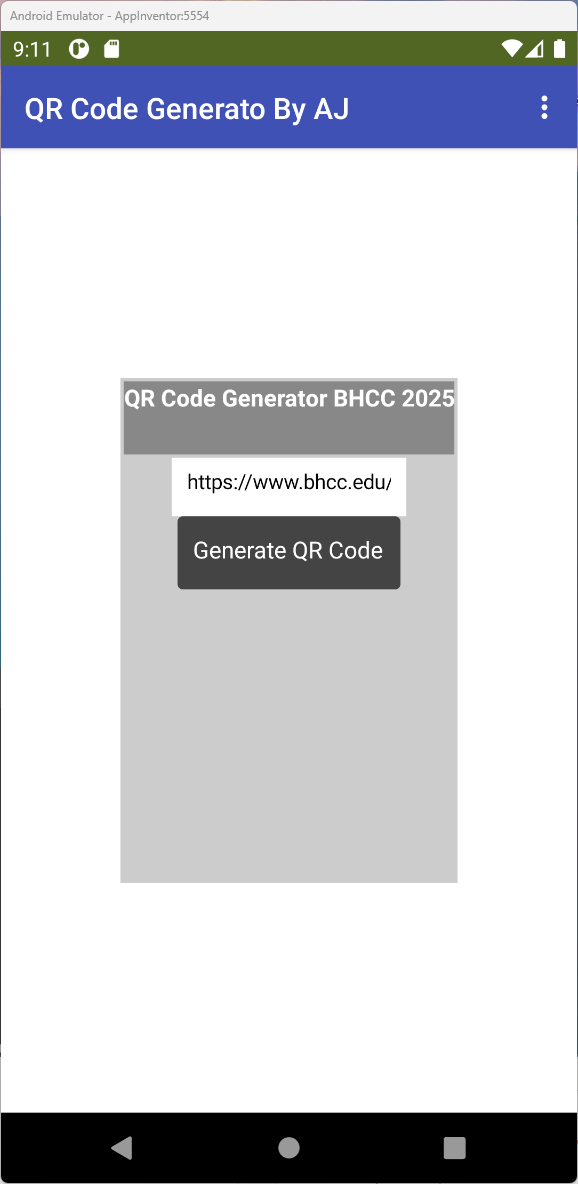 Android Emulator - AppInventor:5554
9:11
QR Code Generato By AJ
QR Code Generator BHCC 2025
https://www.bhcc.edu/
Generate QR Code